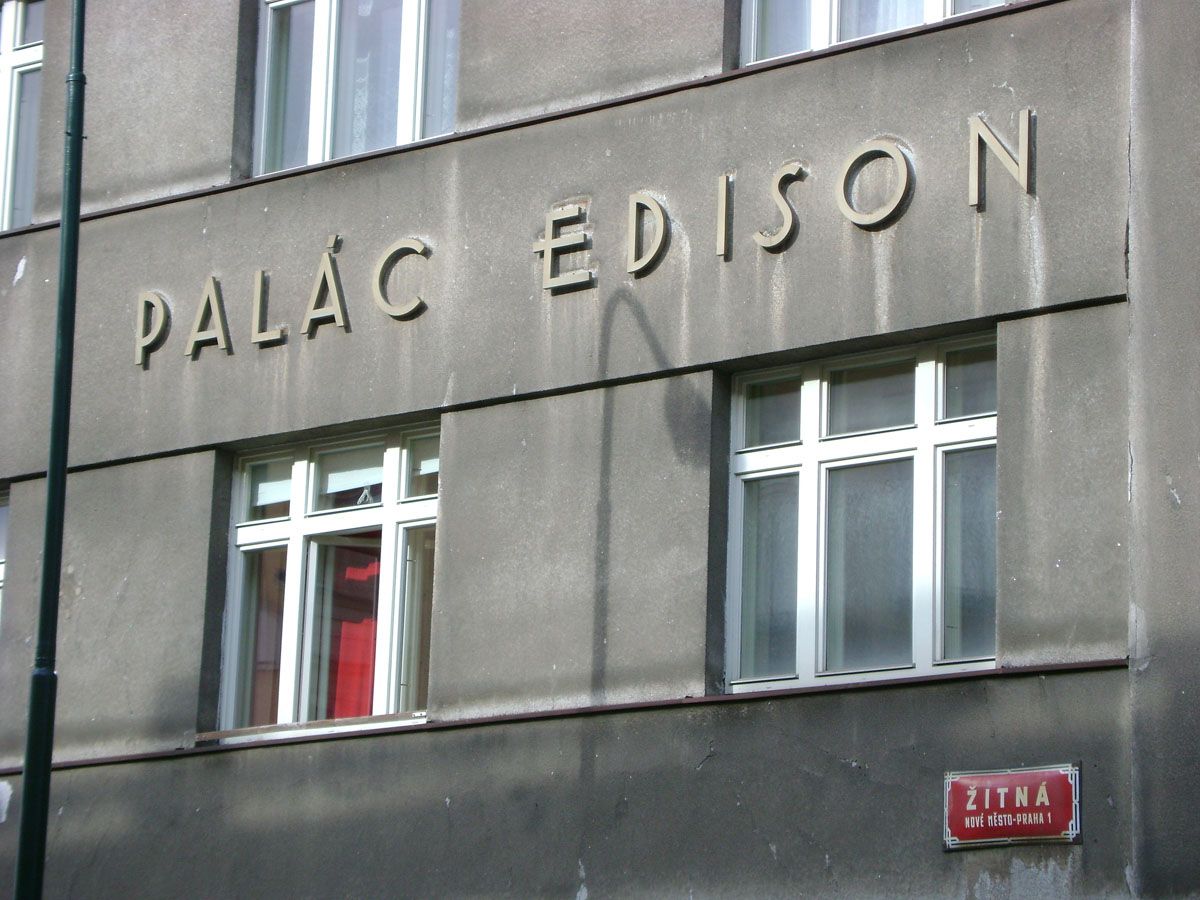 PALÁC EDISON
ŽITNÁ
NOVÉ MĚSTO-PRAHA 1